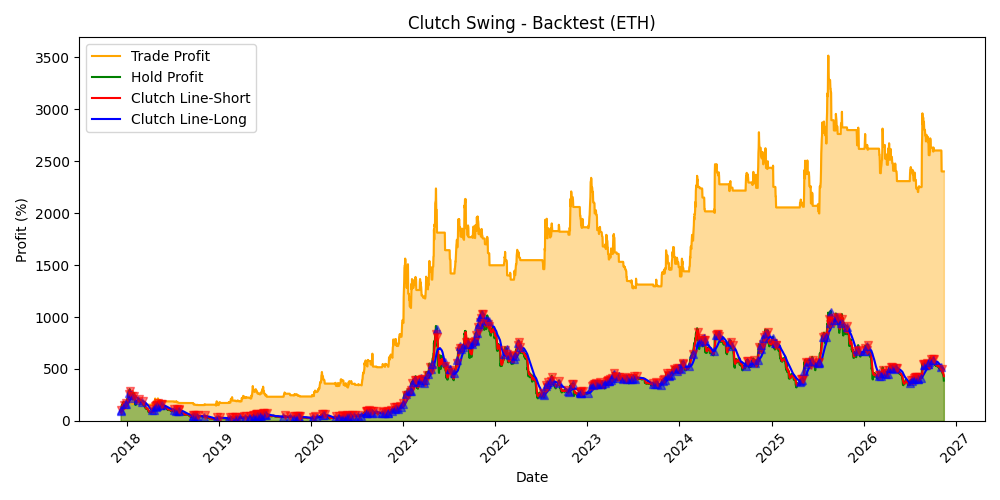 Clutch Swing - Backtest (ETH)
Trade Profit
Hold Profit
Clutch Line-Short
Clutch Line-Long
Profit (%)
3500
3000
2500
2000
1500
1000
500
0
2018
2019
2020
2021
2022
2023
2024
2025
2026
2027
Date